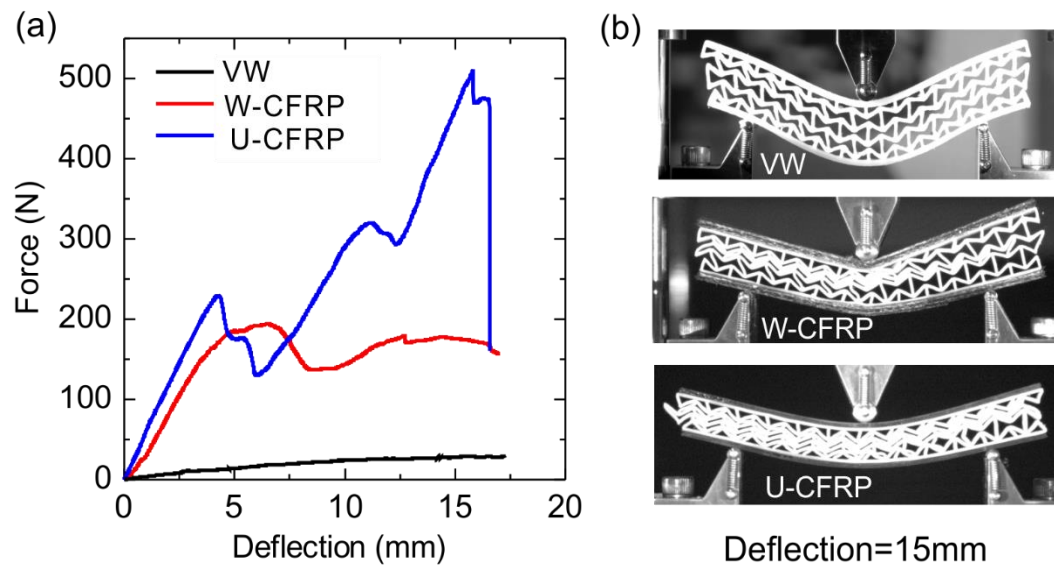 (a)
VW
W-CFRP
U-CFRP
500
400
300
200
100
0
Force (N)
0 5 10 15 20
Deflection (mm)
(b)
VW
W-CFRP
U-CFRP
Deflection=15mm